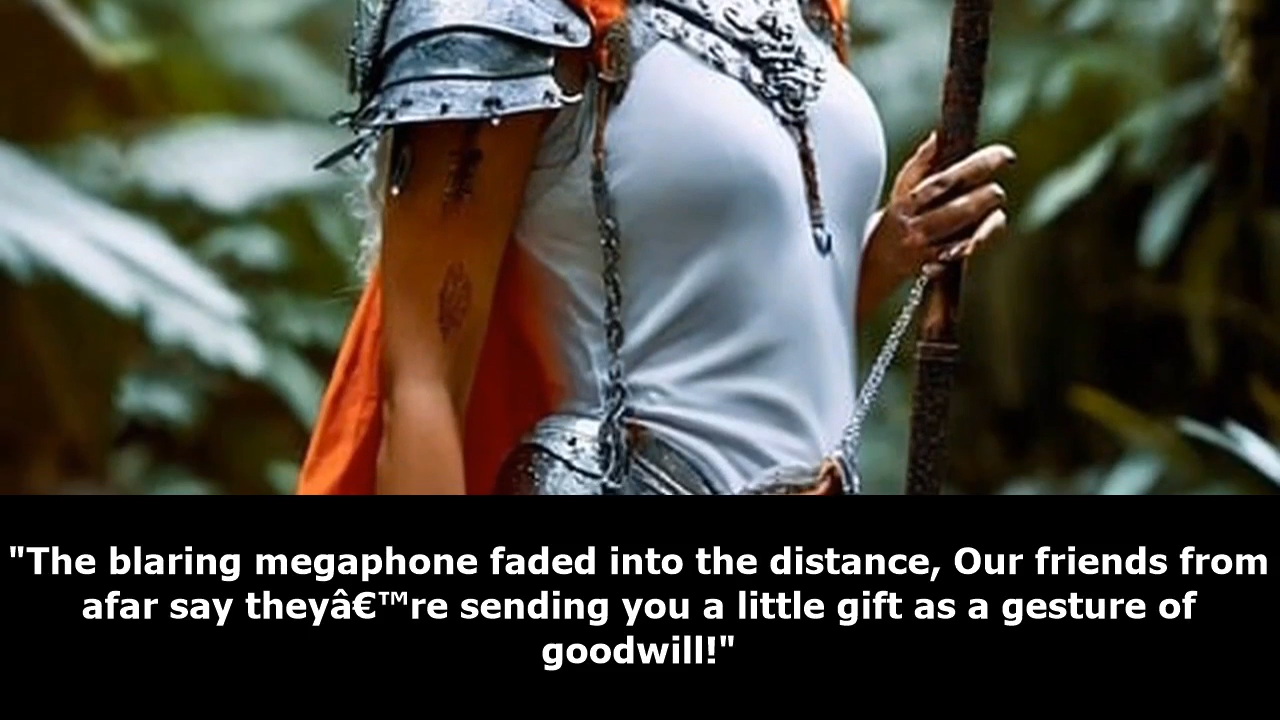 "The blaring megaphone faded into the distance, Our friends from
afar say theyâ€™re sending you a little gift as a gesture of
goodwill!"